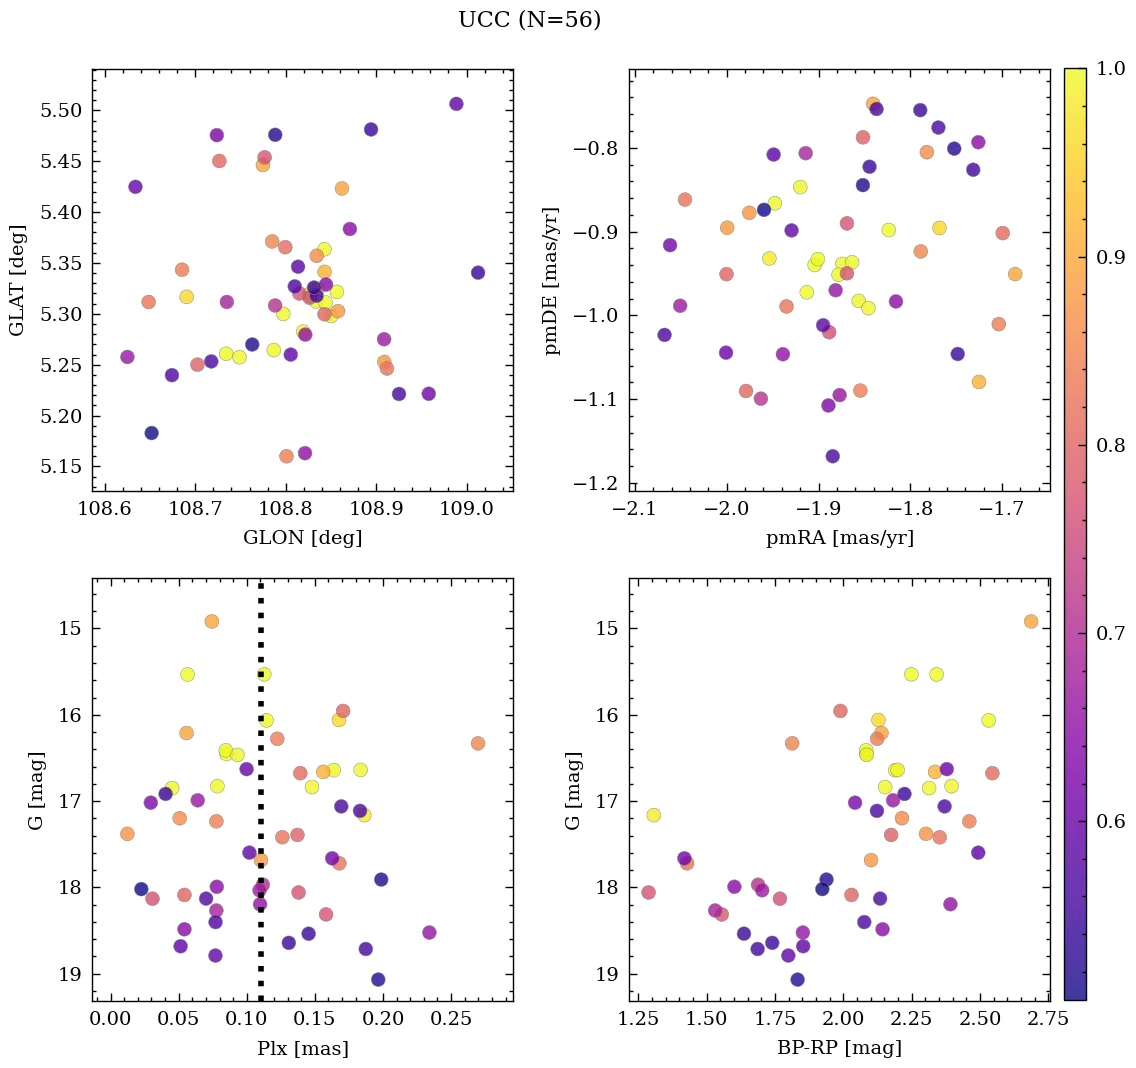 UCC (N=56)
5.50
5.45
5.40
5.35
5.30
5.25
5.20
5.15
GLAT [deg]
108.6 108.7 108.8 108.9 109.0
GLON [deg]
−0.8
−0.9
−1.0
−1.1
−1.2
pmDE [mas/yr]
−2.1 −2.0 −1.9 −1.8 −1.7
pmRA [mas/yr]
15
16
17
18
19
G [mag]
0.00 0.05 0.10 0.15 0.20 0.25
Plx [mas]
15
16
17
18
19
G [mag]
1.25 1.50 1.75 2.00 2.25 2.50 2.75
BP-RP [mag]
1.0
0.9
0.8
0.7
0.6